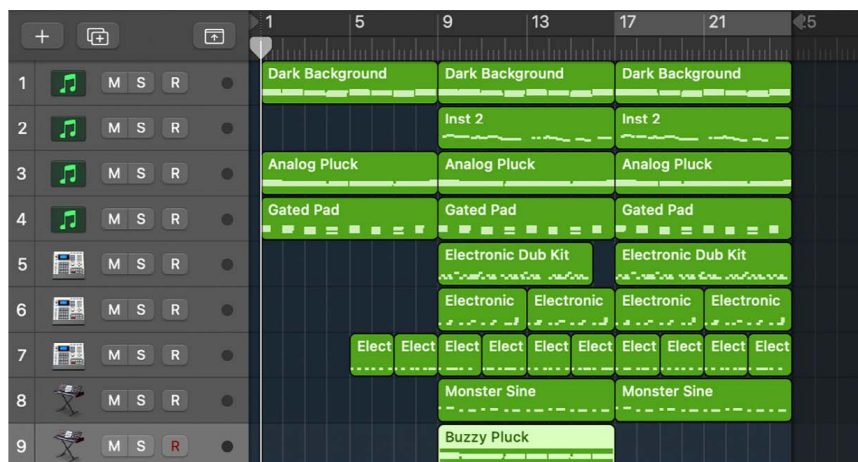 1 5 9 13 17 21 25
1 M S R Dark Background Dark Background Dark Background
2 M S R Inst 2 Inst 2
3 M S R Analog Pluck Analog Pluck Analog Pluck
4 M S R Gated Pad Gated Pad Gated Pad
5 M S R Electronic Dub Kit Electronic Dub Kit
6 M S R Electronic Electronic Electronic Electronic
7 M S R Elect Elect Elect Elect Elect Elect Elect Elect Elect Elect
8 M S R Monster Sine Monster Sine
9 M S R Buzzy Pluck